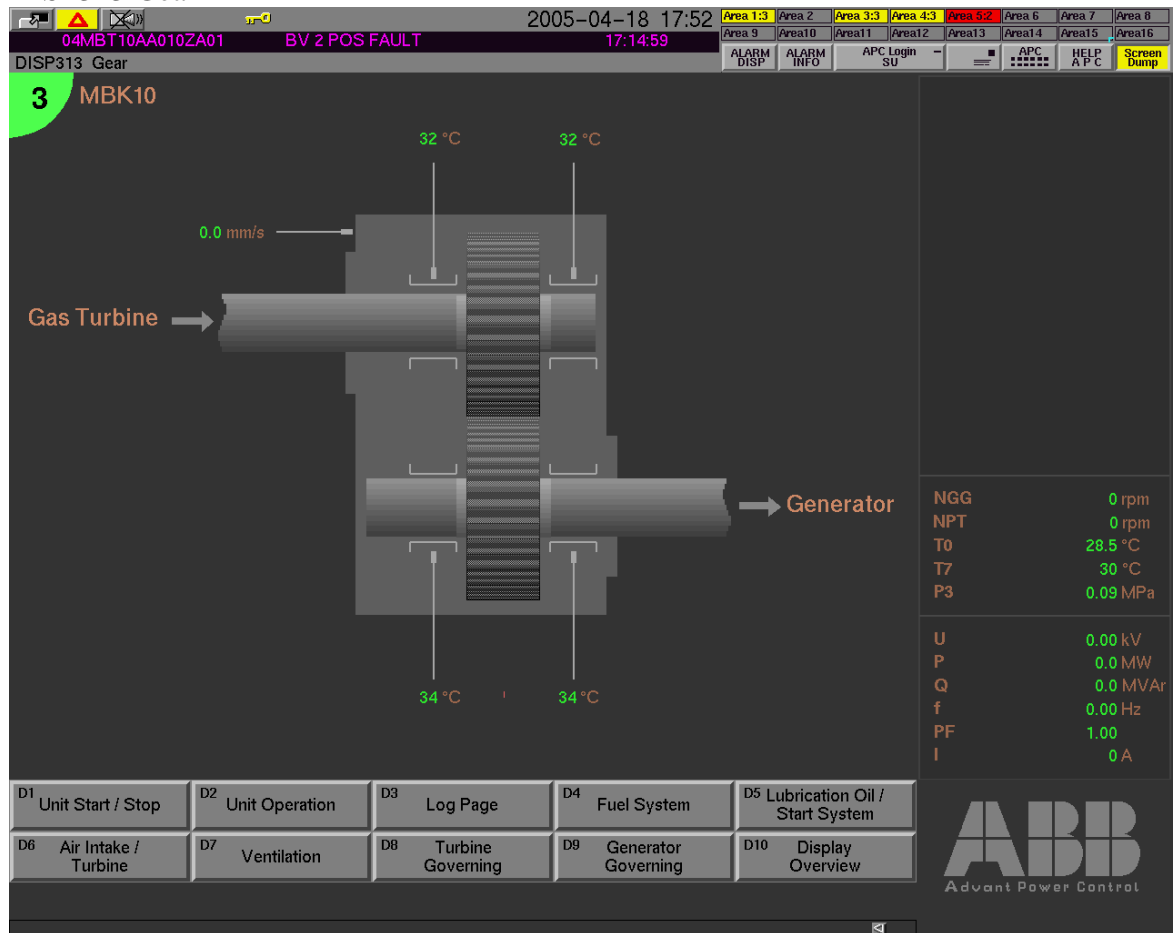 2005-04-18 17:52
Area 1:3 Area 2 Area 3:3 Area 4:3 Area 5:2 Area 6 Area 7 Area 8
04MBT10AA010ZA01 BV 2 POS FAULT 17:14:59
Area 9 Area10 Area11 Area12 Area13 Area14 Area15 Area16
DISP313 Gear
ALARM DISP
ALARM INFO
APC Login - SU
APC
HELP A P C
Screen Dump
3 MBK10
32 °C 32 °C
0.0 mm/s
Gas Turbine
Generator
34 °C 34 °C
NGG 0 rpm
NPT 0 rpm
T0 28.5 °C
T7 30 °C
P3 0.09 MPa
U 0.00 kV
P 0.0 MW
Q 0.0 MVAr
f 0.00 Hz
PF 1.00
I 0 A
D1 Unit Start / Stop
D2 Unit Operation
D3 Log Page
D4 Fuel System
D5 Lubrication Oil /
Start System
D6 Air Intake /
Turbine
D7 Ventilation
D8 Turbine
Governing
D9 Generator
Governing
D10 Display
Overview
ABB
Advant Power Control